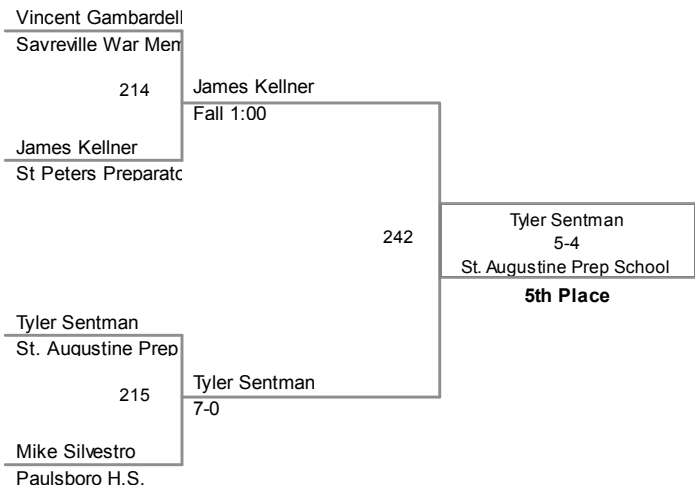 Vincent Gambardell
Sayreville War Mem
214
James Kellner
Fall 1:00
James Kellner
St Peters Preparato
242
Tyler Sentman
5-4
St. Augustine Prep School
5th Place
Tyler Sentman
St. Augustine Prep
215
Tyler Sentman
7-0
Mike Silvestro
Paulsboro H.S.